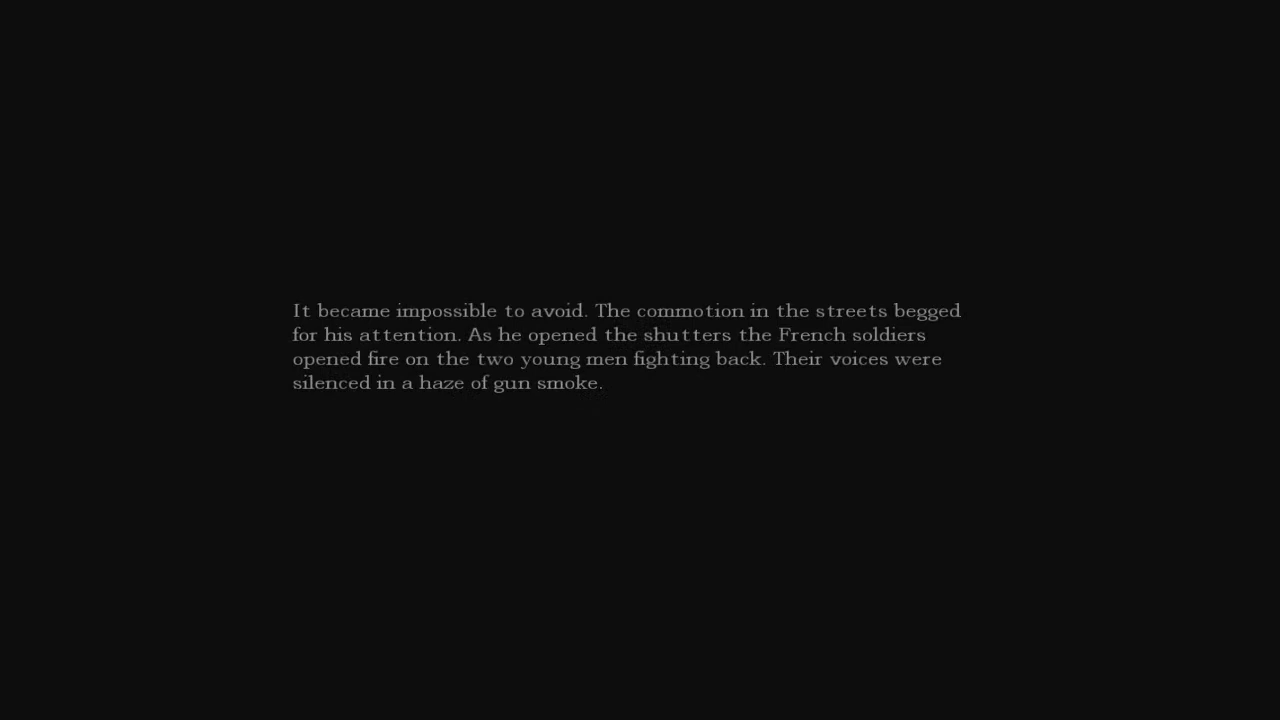 It became impossible to avoid. The commotion in the streets begged
for his attention. As he opened the shutters the French soldiers
opened fire on the two young men fighting back. Their voices were
silenced in a haze of gun smoke.